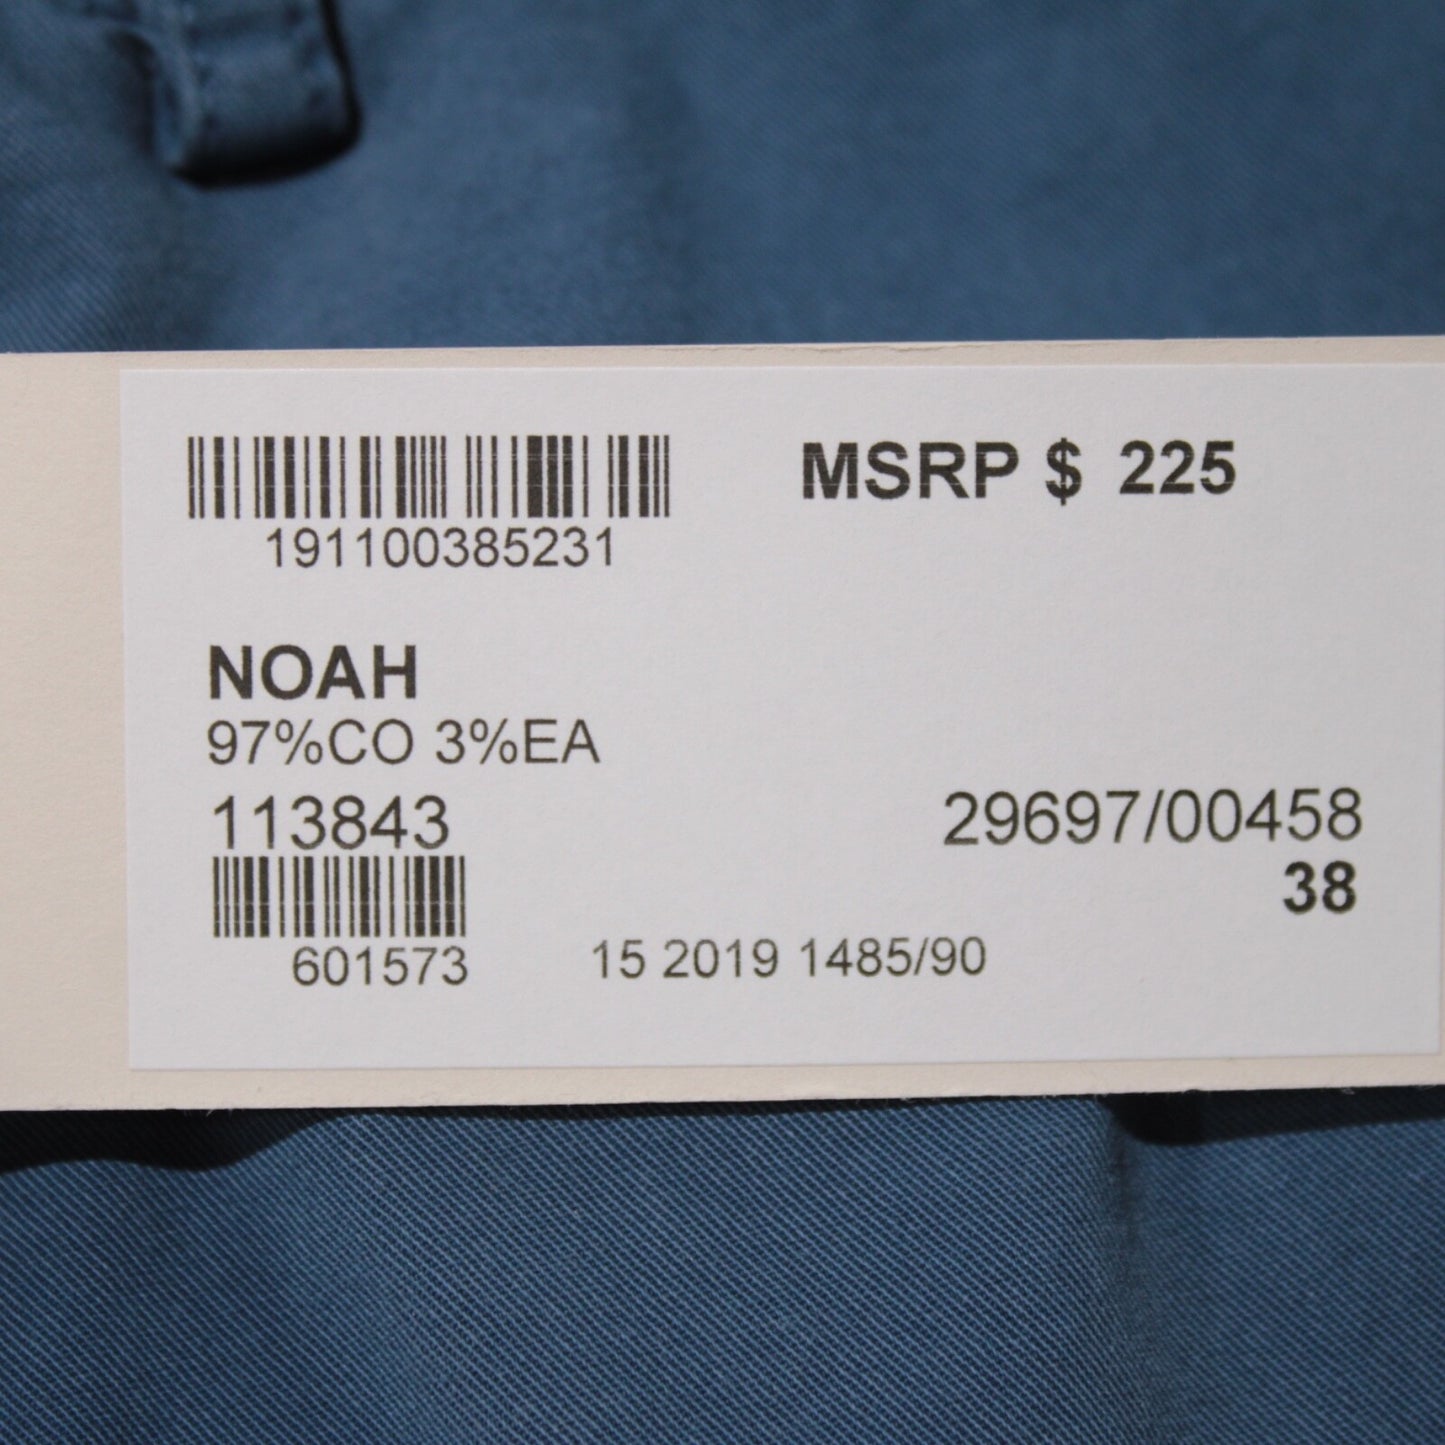 MSRP $ 225
191100385231
NOAH
97%CO 3%EA
113843
29697/00458
38
601573
15 2019 1485/90